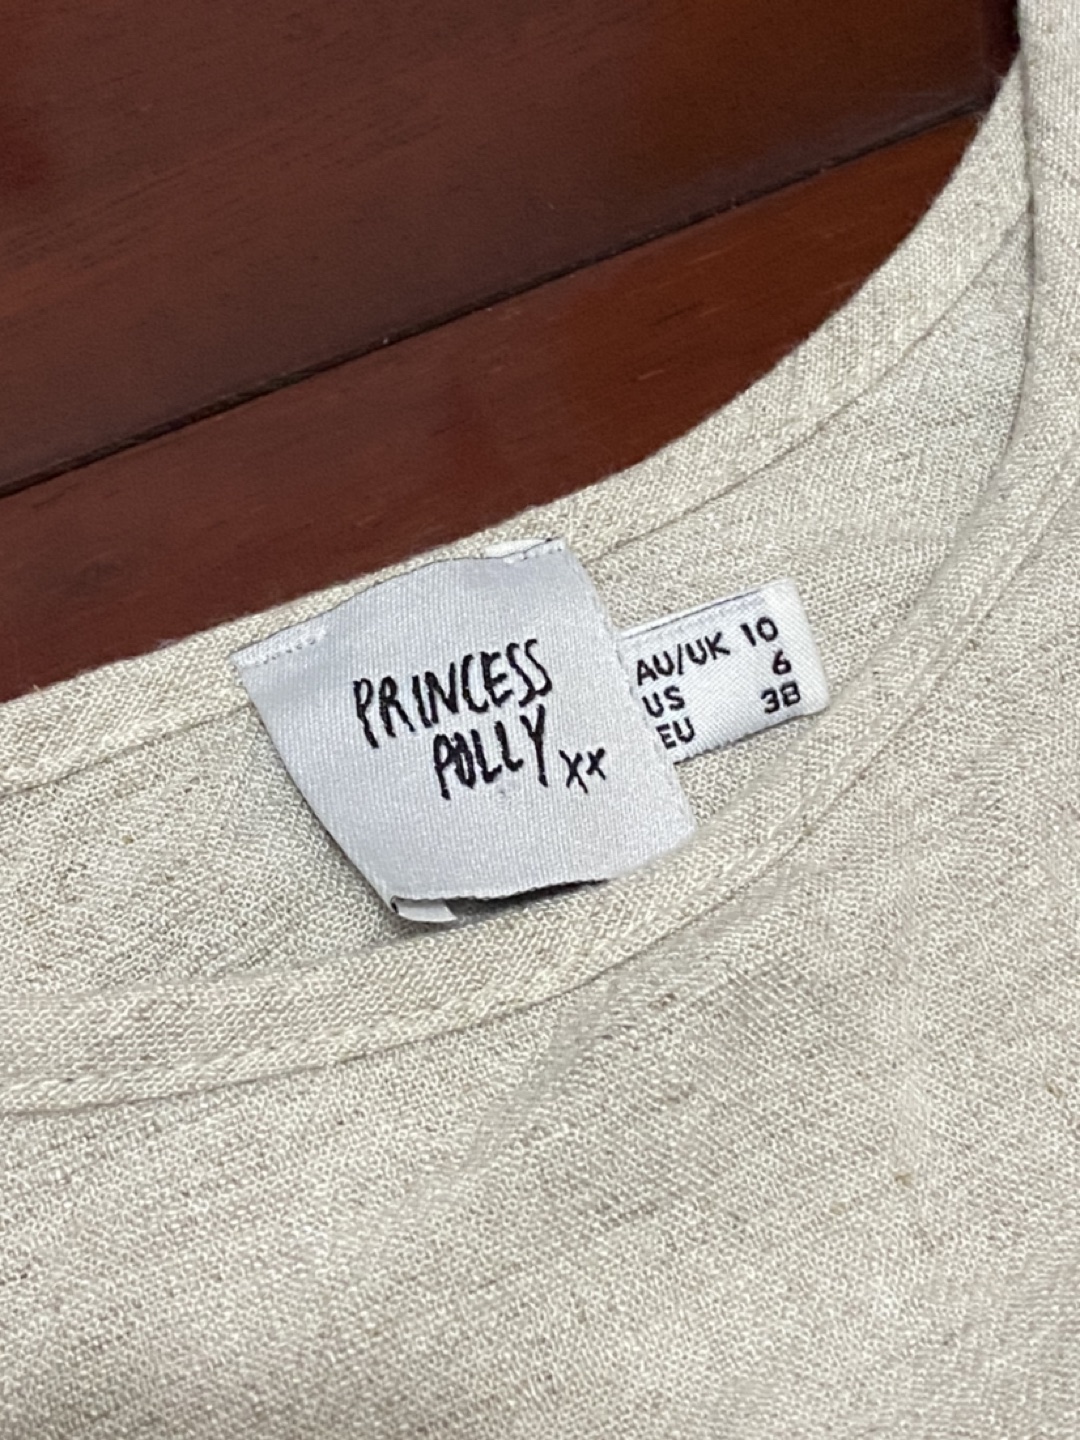 PRINCESS
POLLY xx
AU/UK 10
US 6
EU 38